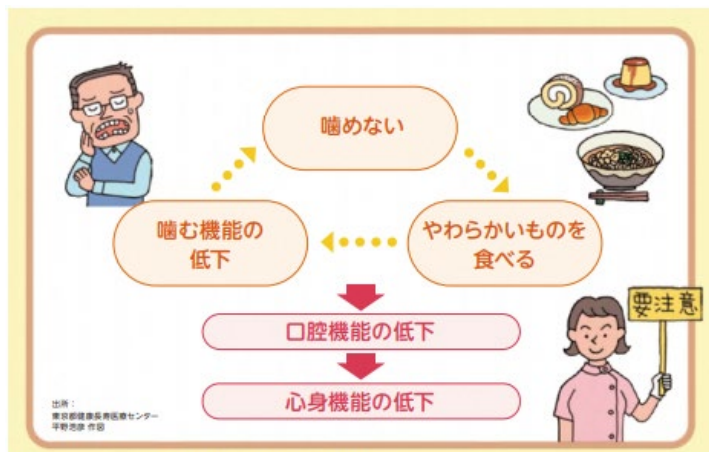 噛めない
噛む機能の
低下
やわらかいものを
食べる
要注意
口腔機能の低下
心身機能の低下
出所：
東京都健康長寿医療センター
平野浩彦 作図